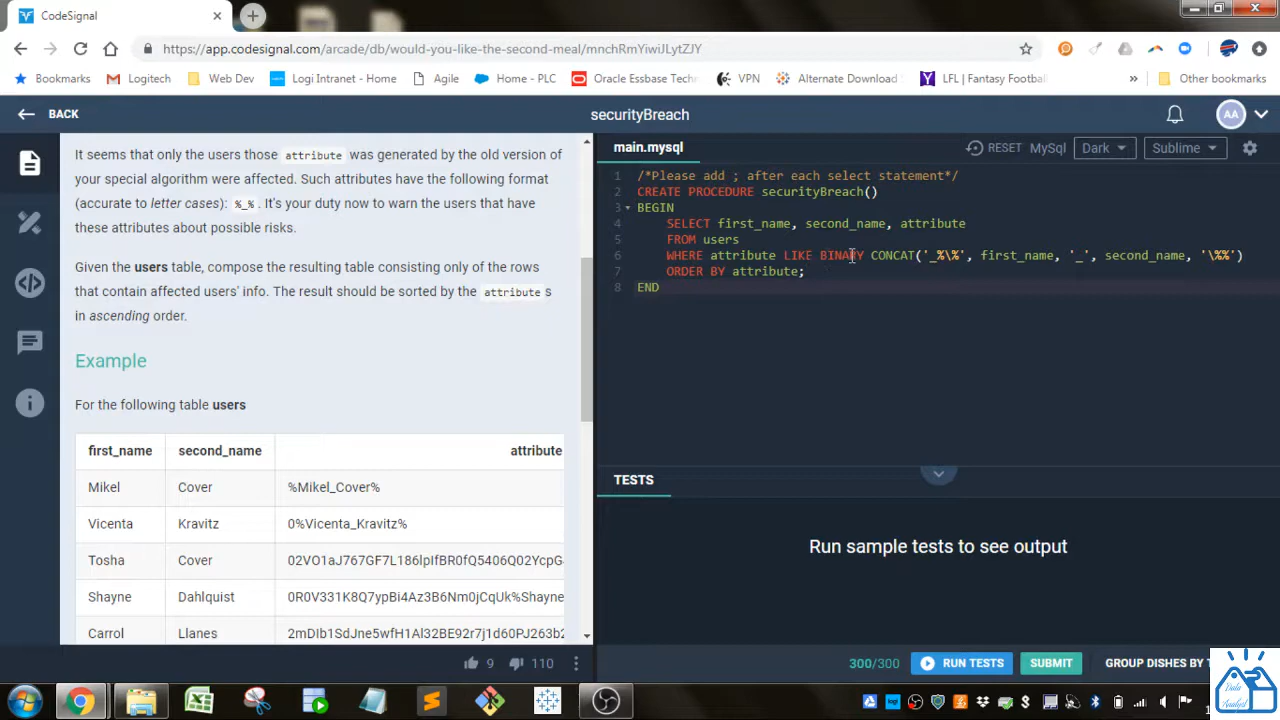 CodeSignal
https://app.codesignal.com/arcade/db/would-you-like-the-second-meal/mnchRmYiwiJLytZJY
Bookmarks
Logitech
Web Dev
Logi Intranet - Home
Agile
Home - PLC
Oracle Essbase Techn
VPN
Alternate Download
LFL | Fantasy Football
»
Other bookmarks
BACK
securityBreach
AA
It seems that only the users those attribute was generated by the old version of
your special algorithm were affected. Such attributes have the following format
(accurate to letter cases): %_%. It's your duty now to warn the users that have
these attributes about possible risks.
Given the users table, compose the resulting table consisting only of the rows
that contain affected users' info. The result should be sorted by the attribute s
in ascending order.
Example
For the following table users
first_name second_name attribute
Mikel Cover %Mikel_Cover%
Vicenta Kravitz 0%Vicenta_Kravitz%
Tosha Cover 02VO1aJ767GF7L186lpIfBR0fQ5406Q02YcpG
Shayne Dahlquist 0R0V331K8Q7ypBi4Az3B6Nm0jCqUk%Shayne
Carrol Llanes 2mDIb1SdJne5wfH1Al32BE92r7j1d60PJ263b2
9 110
main.mysql
RESET MySql Dark Sublime
1 /*Please add ; after each select statement*/
2 CREATE PROCEDURE securityBreach()
3 BEGIN
4 SELECT first_name, second_name, attribute
5 FROM users
6 WHERE attribute LIKE BINARY CONCAT('_%\%', first_name, '_', second_name, '\%%')
7 ORDER BY attribute;
8 END
TESTS
Run sample tests to see output
300/300 RUN TESTS SUBMIT GROUP DISHES BY T
Data
Analyst